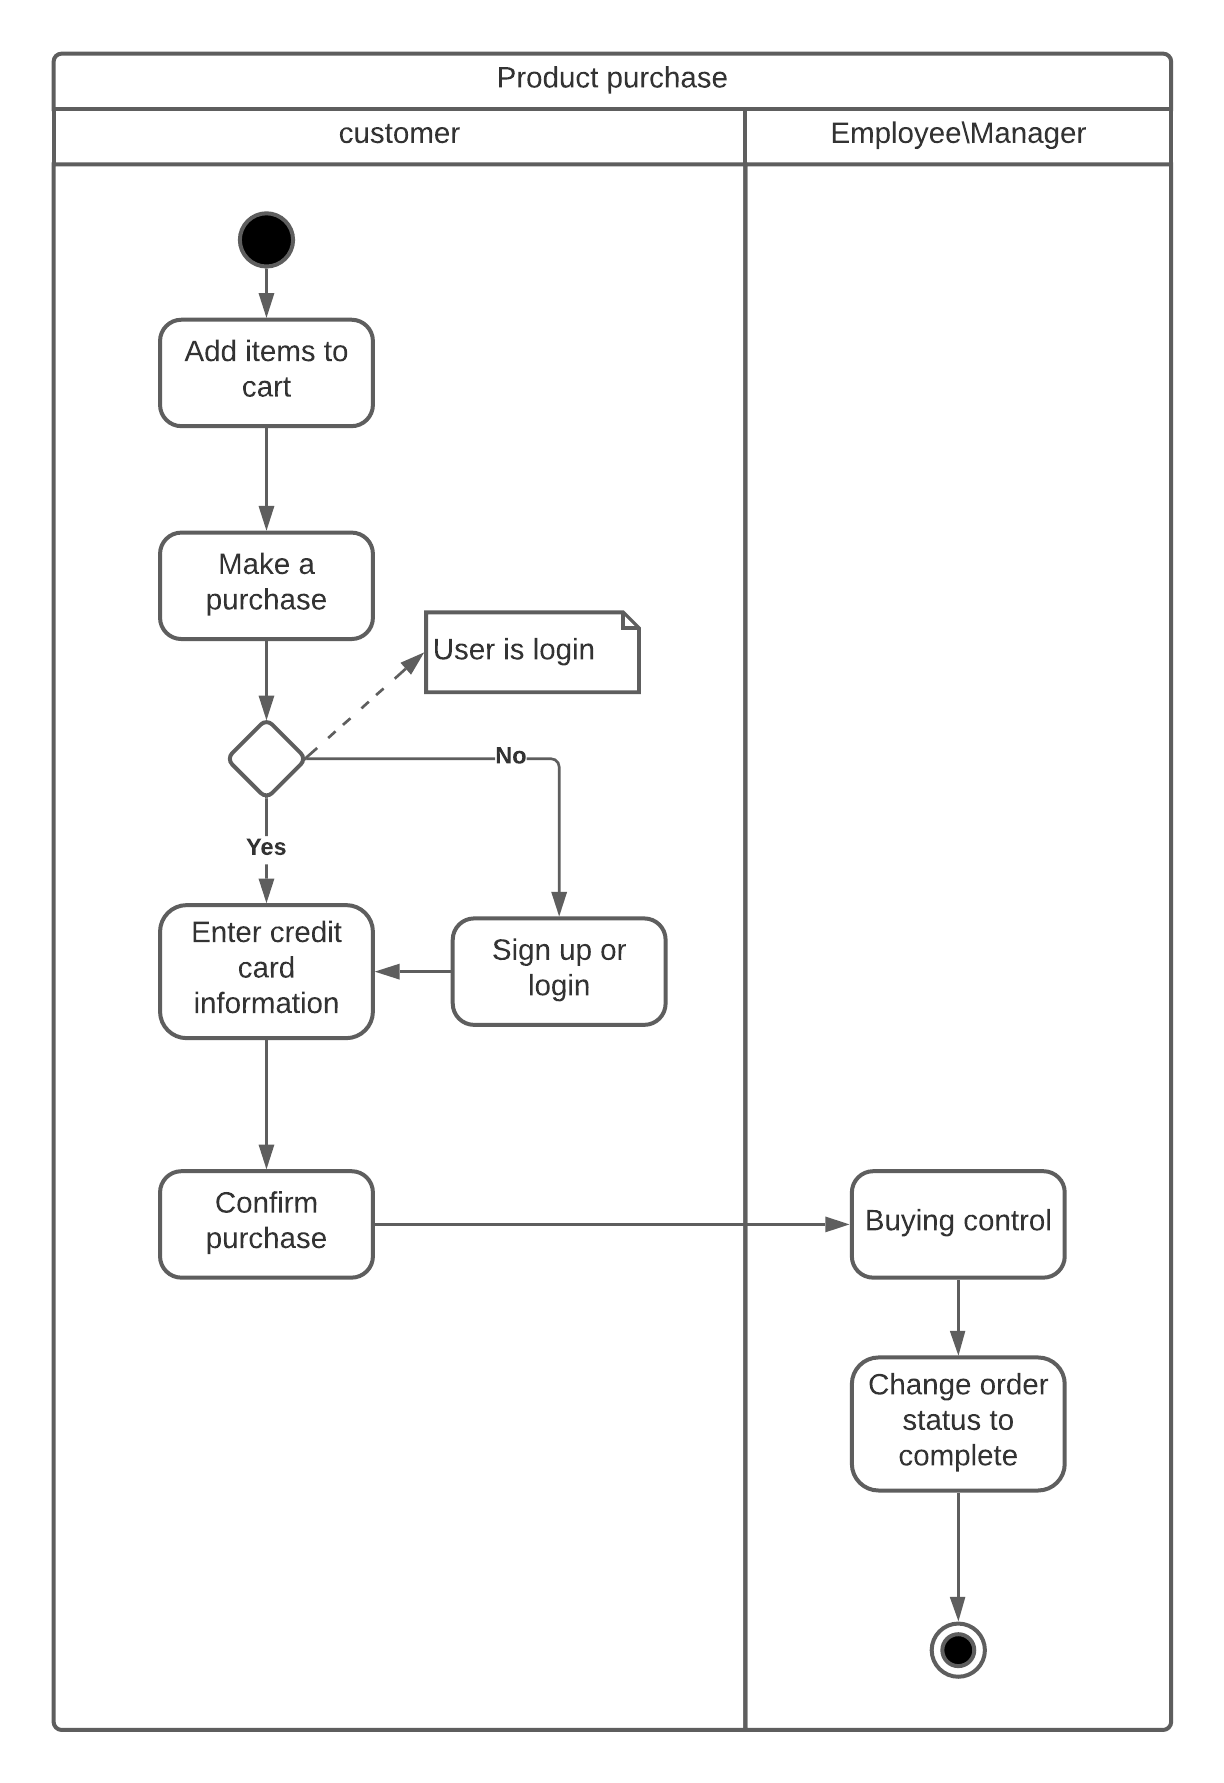 Product purchase
customer
Employee\Manager
Add items to
cart
Make a
purchase
User is login
No
Yes
Enter credit
card
information
Sign up or
login
Confirm
purchase
Buying control
Change order
status to
complete